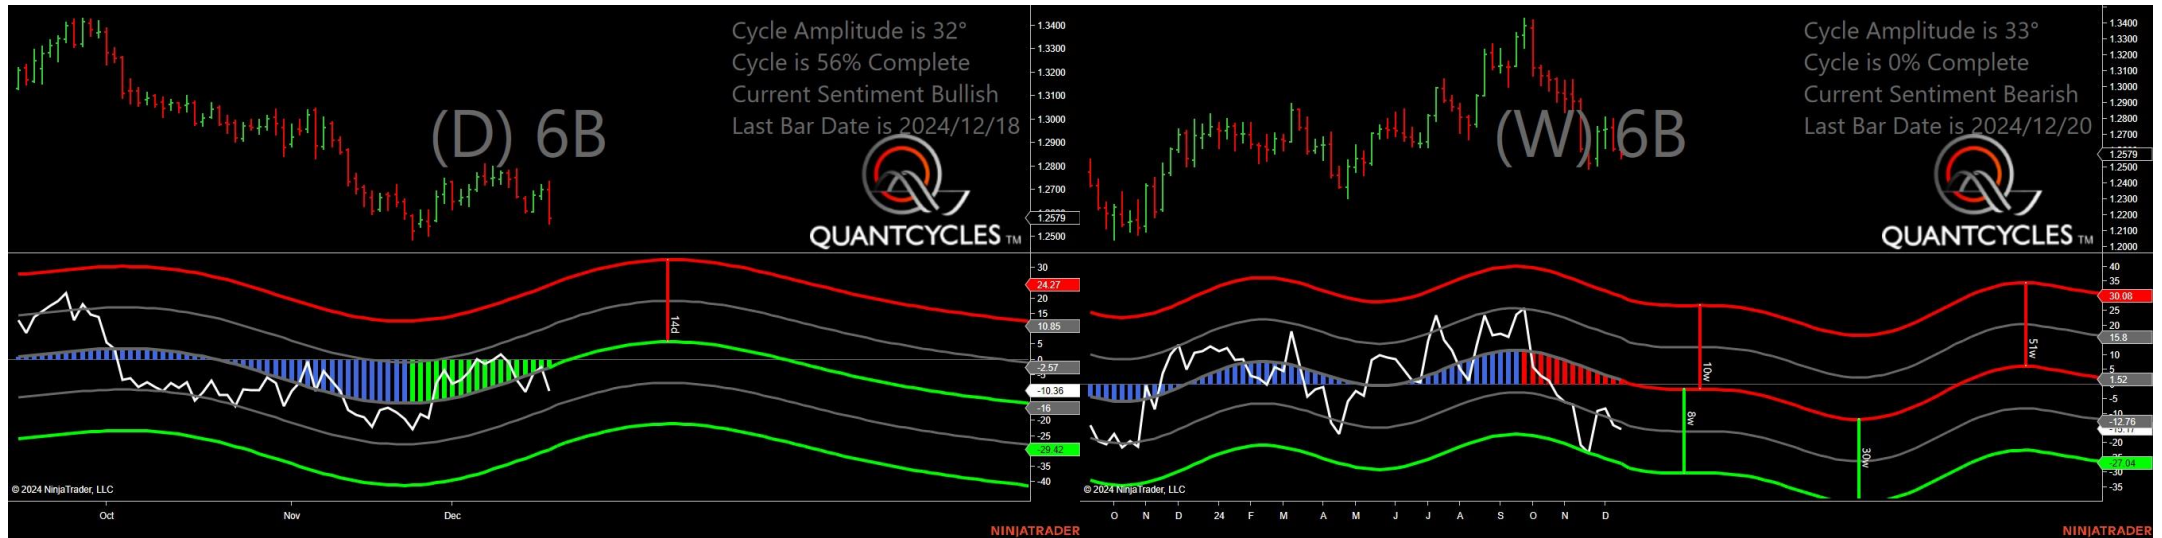 Cycle Amplitude is 32°
Cycle is 56% Complete
Current Sentiment Bullish
Last Bar Date is 2024/12/18
(D) 6B
QUANTCYCLES TM
1.3400
1.3300
1.3200
1.3100
1.3000
1.2900
1.2800
1.2700
1.2579
1.2500
30
24.27
20
15
10.85
5
0
-2.57
-5
-10.36
-16
-20
-25
-29.42
-35
-40
14d
© 2024 NinjaTrader, LLC
Oct Nov Dec
NINJATRADER
Cycle Amplitude is 33°
Cycle is 0% Complete
Current Sentiment Bearish
Last Bar Date is 2024/12/20
(W) 6B
QUANTCYCLES TM
1.3400
1.3300
1.3200
1.3100
1.3000
1.2900
1.2800
1.2700
1.2579
1.2500
1.2400
1.2300
1.2200
1.2100
1.2000
40
35
30.08
25
20
15.8
10
5
1.52
-5
-10
-12.76
-20
-27.04
-30
-35
10w
8w
30w
51w
© 2024 NinjaTrader, LLC
O N D 24 F M A M J J A S O N D
NINJATRADER